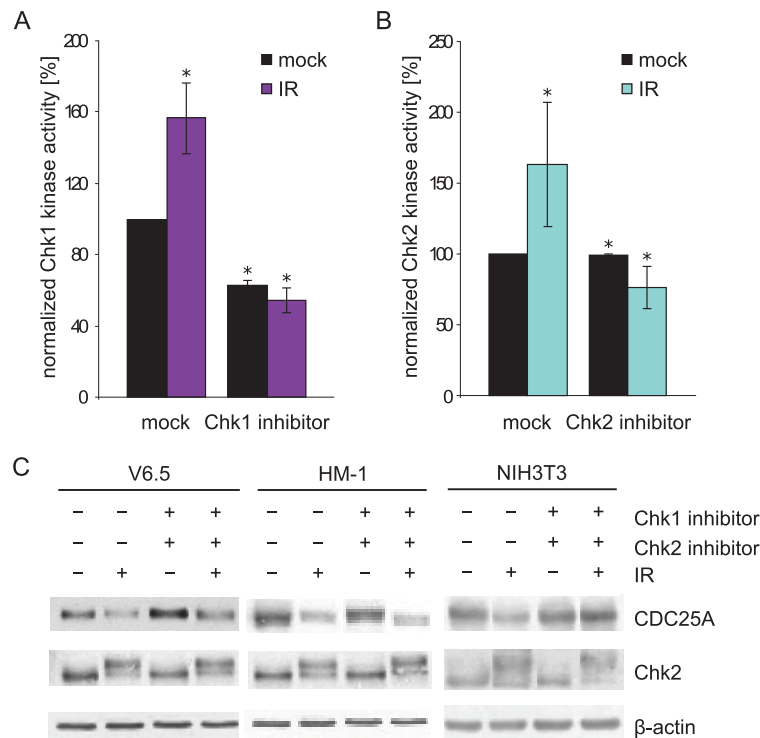 A
normalized Chk1 kinase activity [%]
200
160
120
80
40
0
mock
IR
*
* *
mock Chk1 inhibitor
B
normalized Chk2 kinase activity [%]
250
200
150
100
50
0
mock
IR
*
* *
mock Chk2 inhibitor
C
V6.5 HM-1 NIH3T3
– – + + – – + + – – + + Chk1 inhibitor
– – + + – – + + – – + + Chk2 inhibitor
– + – + – + – + – + – + IR
CDC25A
Chk2
β-actin